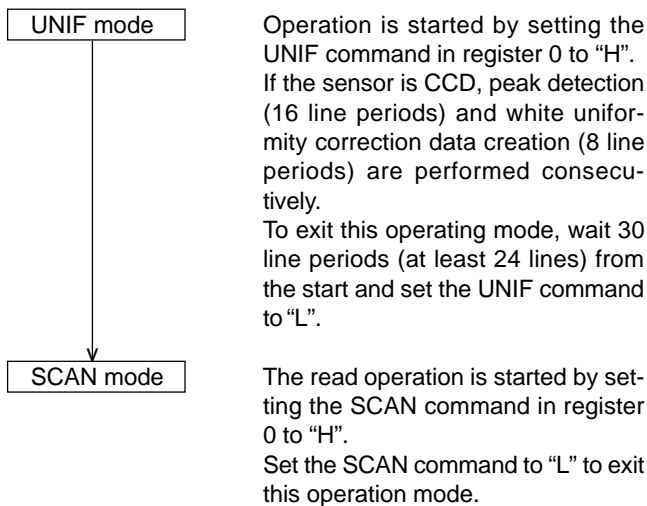 UNIF mode
Operation is started by setting the
UNIF command in register 0 to “H”.
If the sensor is CCD, peak detection
(16 line periods) and white unifor-
mity correction data creation (8 line
periods) are performed consecu-
tively.
To exit this operating mode, wait 30
line periods (at least 24 lines) from
the start and set the UNIF command
to “L”.
SCAN mode
The read operation is started by set-
ting the SCAN command in register
0 to “H”.
Set the SCAN command to “L” to exit
this operation mode.